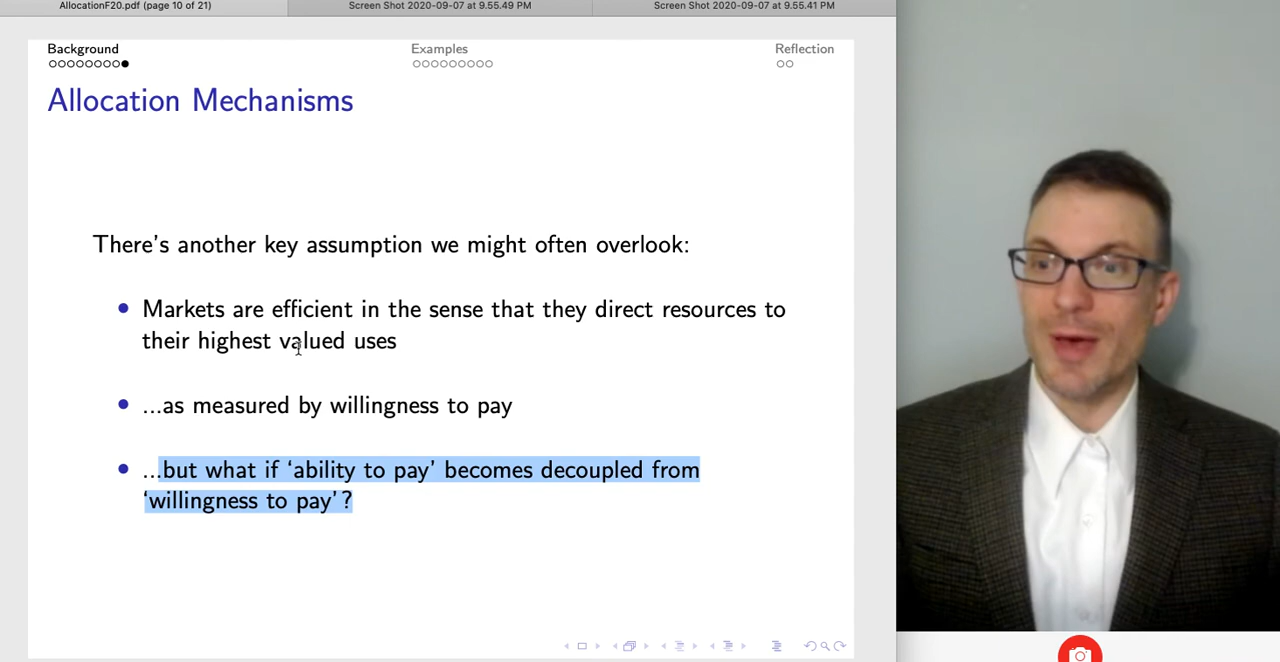 AllocationF20.pdf (page 10 of 21)
Screen Shot 2020-09-07 at 9.55.49 PM
Screen Shot 2020-09-07 at 9.55.41 PM
Background
Examples
Reflection
Allocation Mechanisms
There's another key assumption we might often overlook:
• Markets are efficient in the sense that they direct resources to
their highest valued uses
• ...as measured by willingness to pay
• ...but what if ‘ability to pay’ becomes decoupled from
‘willingness to pay’?